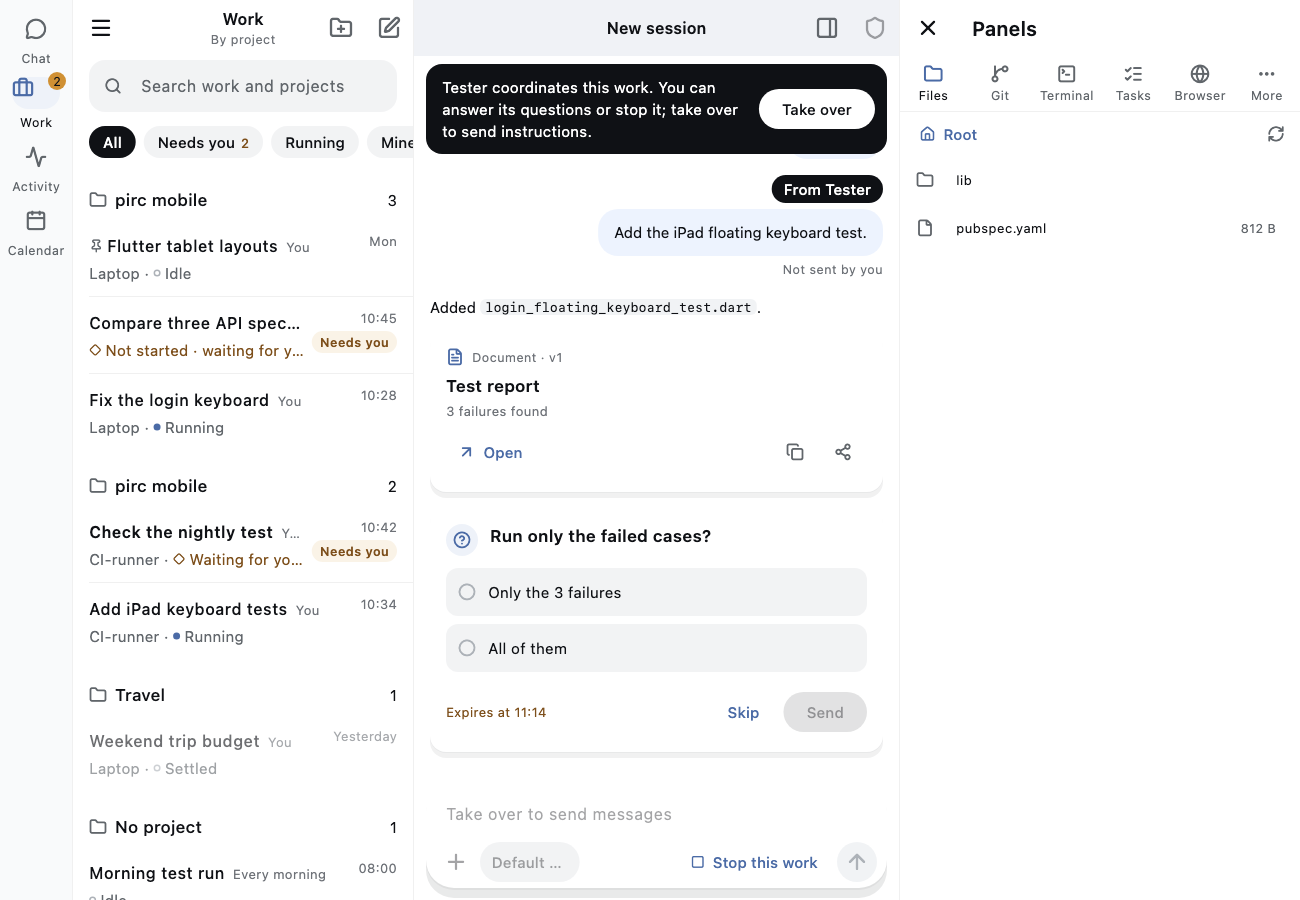 Chat
2
Work
Activity
Calendar
Work
By project
Search work and projects
All
Needs you 2
Running
Mine
pirc mobile
3
Flutter tablet layouts You
Mon
Laptop · Idle
Compare three API spec...
10:45
Not started · waiting for y...
Needs you
Fix the login keyboard You
10:28
Laptop · Running
pirc mobile
2
Check the nightly test Y...
10:42
CI-runner · Waiting for yo...
Needs you
Add iPad keyboard tests You
10:34
CI-runner · Running
Travel
1
Weekend trip budget You
Yesterday
Laptop · Settled
No project
1
Morning test run Every morning
08:00
Idle
New session
Tester coordinates this work. You can
answer its questions or stop it; take over
to send instructions.
Take over
From Tester
Add the iPad floating keyboard test.
Not sent by you
Added login_floating_keyboard_test.dart.
Document · v1
Test report
3 failures found
Open
Run only the failed cases?
Only the 3 failures
All of them
Expires at 11:14
Skip
Send
Take over to send messages
Default ...
Stop this work
Panels
Files
Git
Terminal
Tasks
Browser
More
Root
lib
pubspec.yaml
812 B